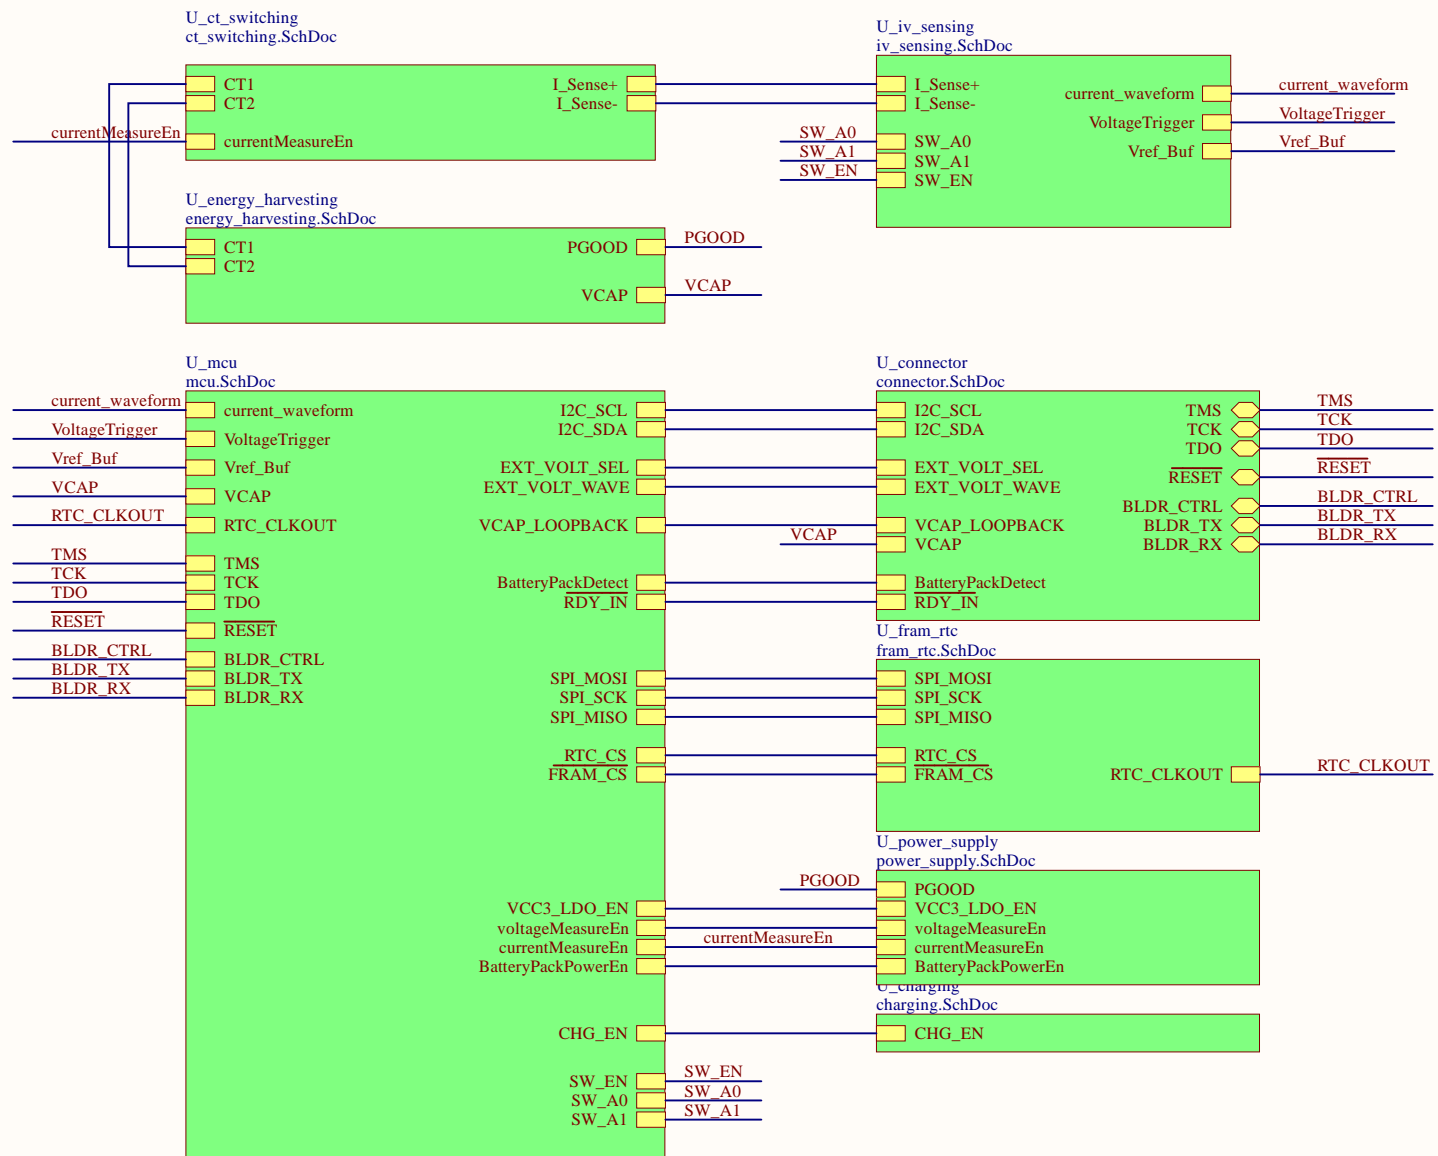 U_ct_switching
ct_switching.SchDoc
CT1
CT2
currentMeasureEn
currentMeasureEn
I_Sense+
I_Sense-
U_iv_sensing
iv_sensing.SchDoc
I_Sense+
I_Sense-
SW_A0
SW_A0
SW_A1
SW_A1
SW_EN
SW_EN
current_waveform
current_waveform
VoltageTrigger
VoltageTrigger
Vref_Buf
Vref_Buf
U_energy_harvesting
energy_harvesting.SchDoc
CT1
CT2
PGOOD
PGOOD
VCAP
VCAP
U_mcu
mcu.SchDoc
current_waveform
current_waveform
VoltageTrigger
VoltageTrigger
Vref_Buf
Vref_Buf
VCAP
VCAP
RTC_CLKOUT
RTC_CLKOUT
TMS
TMS
TCK
TCK
TDO
TDO
RESET
RESET
BLDR_CTRL
BLDR_CTRL
BLDR_TX
BLDR_TX
BLDR_RX
BLDR_RX
I2C_SCL
I2C_SDA
EXT_VOLT_SEL
EXT_VOLT_WAVE
VCAP_LOOPBACK
BatteryPackDetect
RDY_IN
SPI_MOSI
SPI_SCK
SPI_MISO
RTC_CS
FRAM_CS
VCC3_LDO_EN
voltageMeasureEn
currentMeasureEn
currentMeasureEn
BatteryPackPowerEn
CHG_EN
SW_EN
SW_EN
SW_A0
SW_A0
SW_A1
SW_A1
U_connector
connector.SchDoc
I2C_SCL
I2C_SDA
EXT_VOLT_SEL
EXT_VOLT_WAVE
VCAP_LOOPBACK
VCAP
VCAP
BatteryPackDetect
RDY_IN
TMS
TMS
TCK
TCK
TDO
TDO
RESET
RESET
BLDR_CTRL
BLDR_CTRL
BLDR_TX
BLDR_TX
BLDR_RX
BLDR_RX
U_fram_rtc
fram_rtc.SchDoc
SPI_MOSI
SPI_SCK
SPI_MISO
RTC_CS
FRAM_CS
RTC_CLKOUT
RTC_CLKOUT
U_power_supply
power_supply.SchDoc
PGOOD
PGOOD
VCC3_LDO_EN
voltageMeasureEn
currentMeasureEn
BatteryPackPowerEn
U_charging
charging.SchDoc
CHG_EN